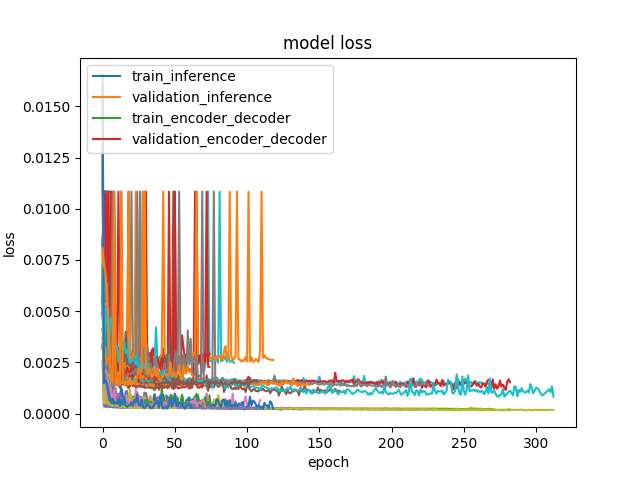 model loss
train_inference
validation_inference
train_encoder_decoder
validation_encoder_decoder
0.0150
0.0125
0.0100
0.0075
0.0050
0.0025
0.0000
loss
0 50 100 150 200 250 300
epoch